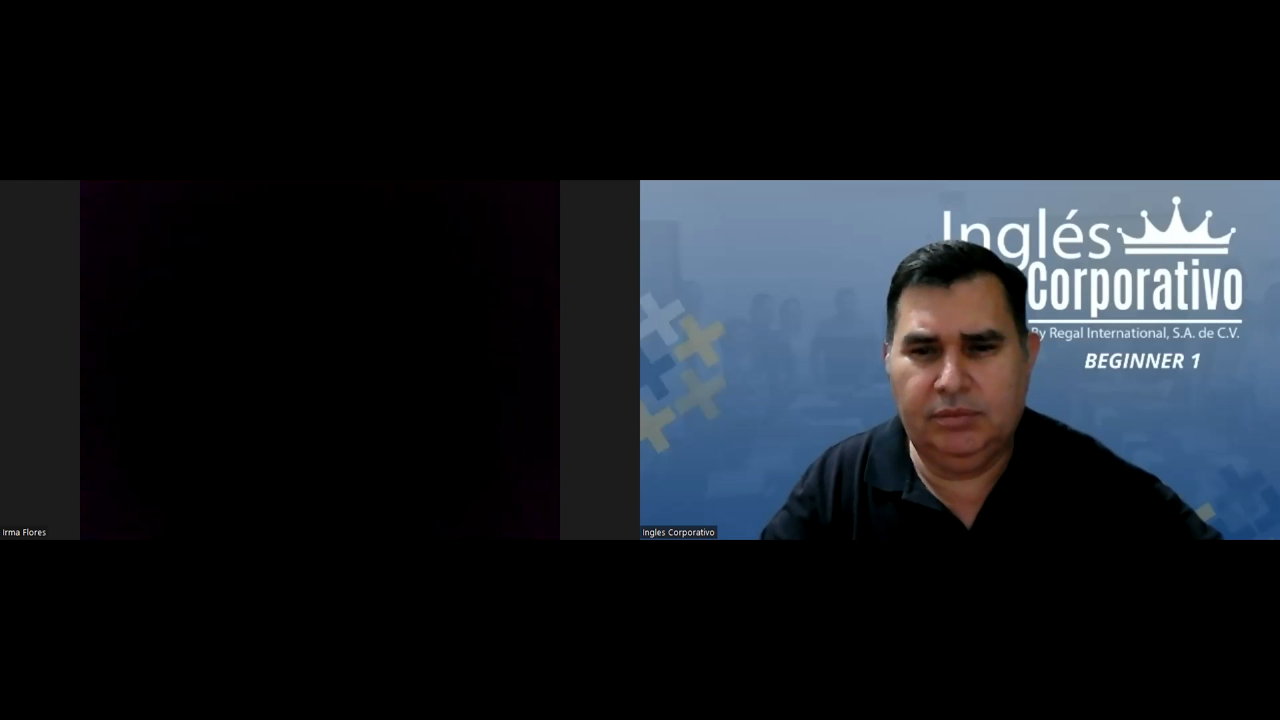 Inglés
Corporativo
By Regal International, S.A. de C.V.
BEGINNER 1
Irma Flores
Ingles Corporativo